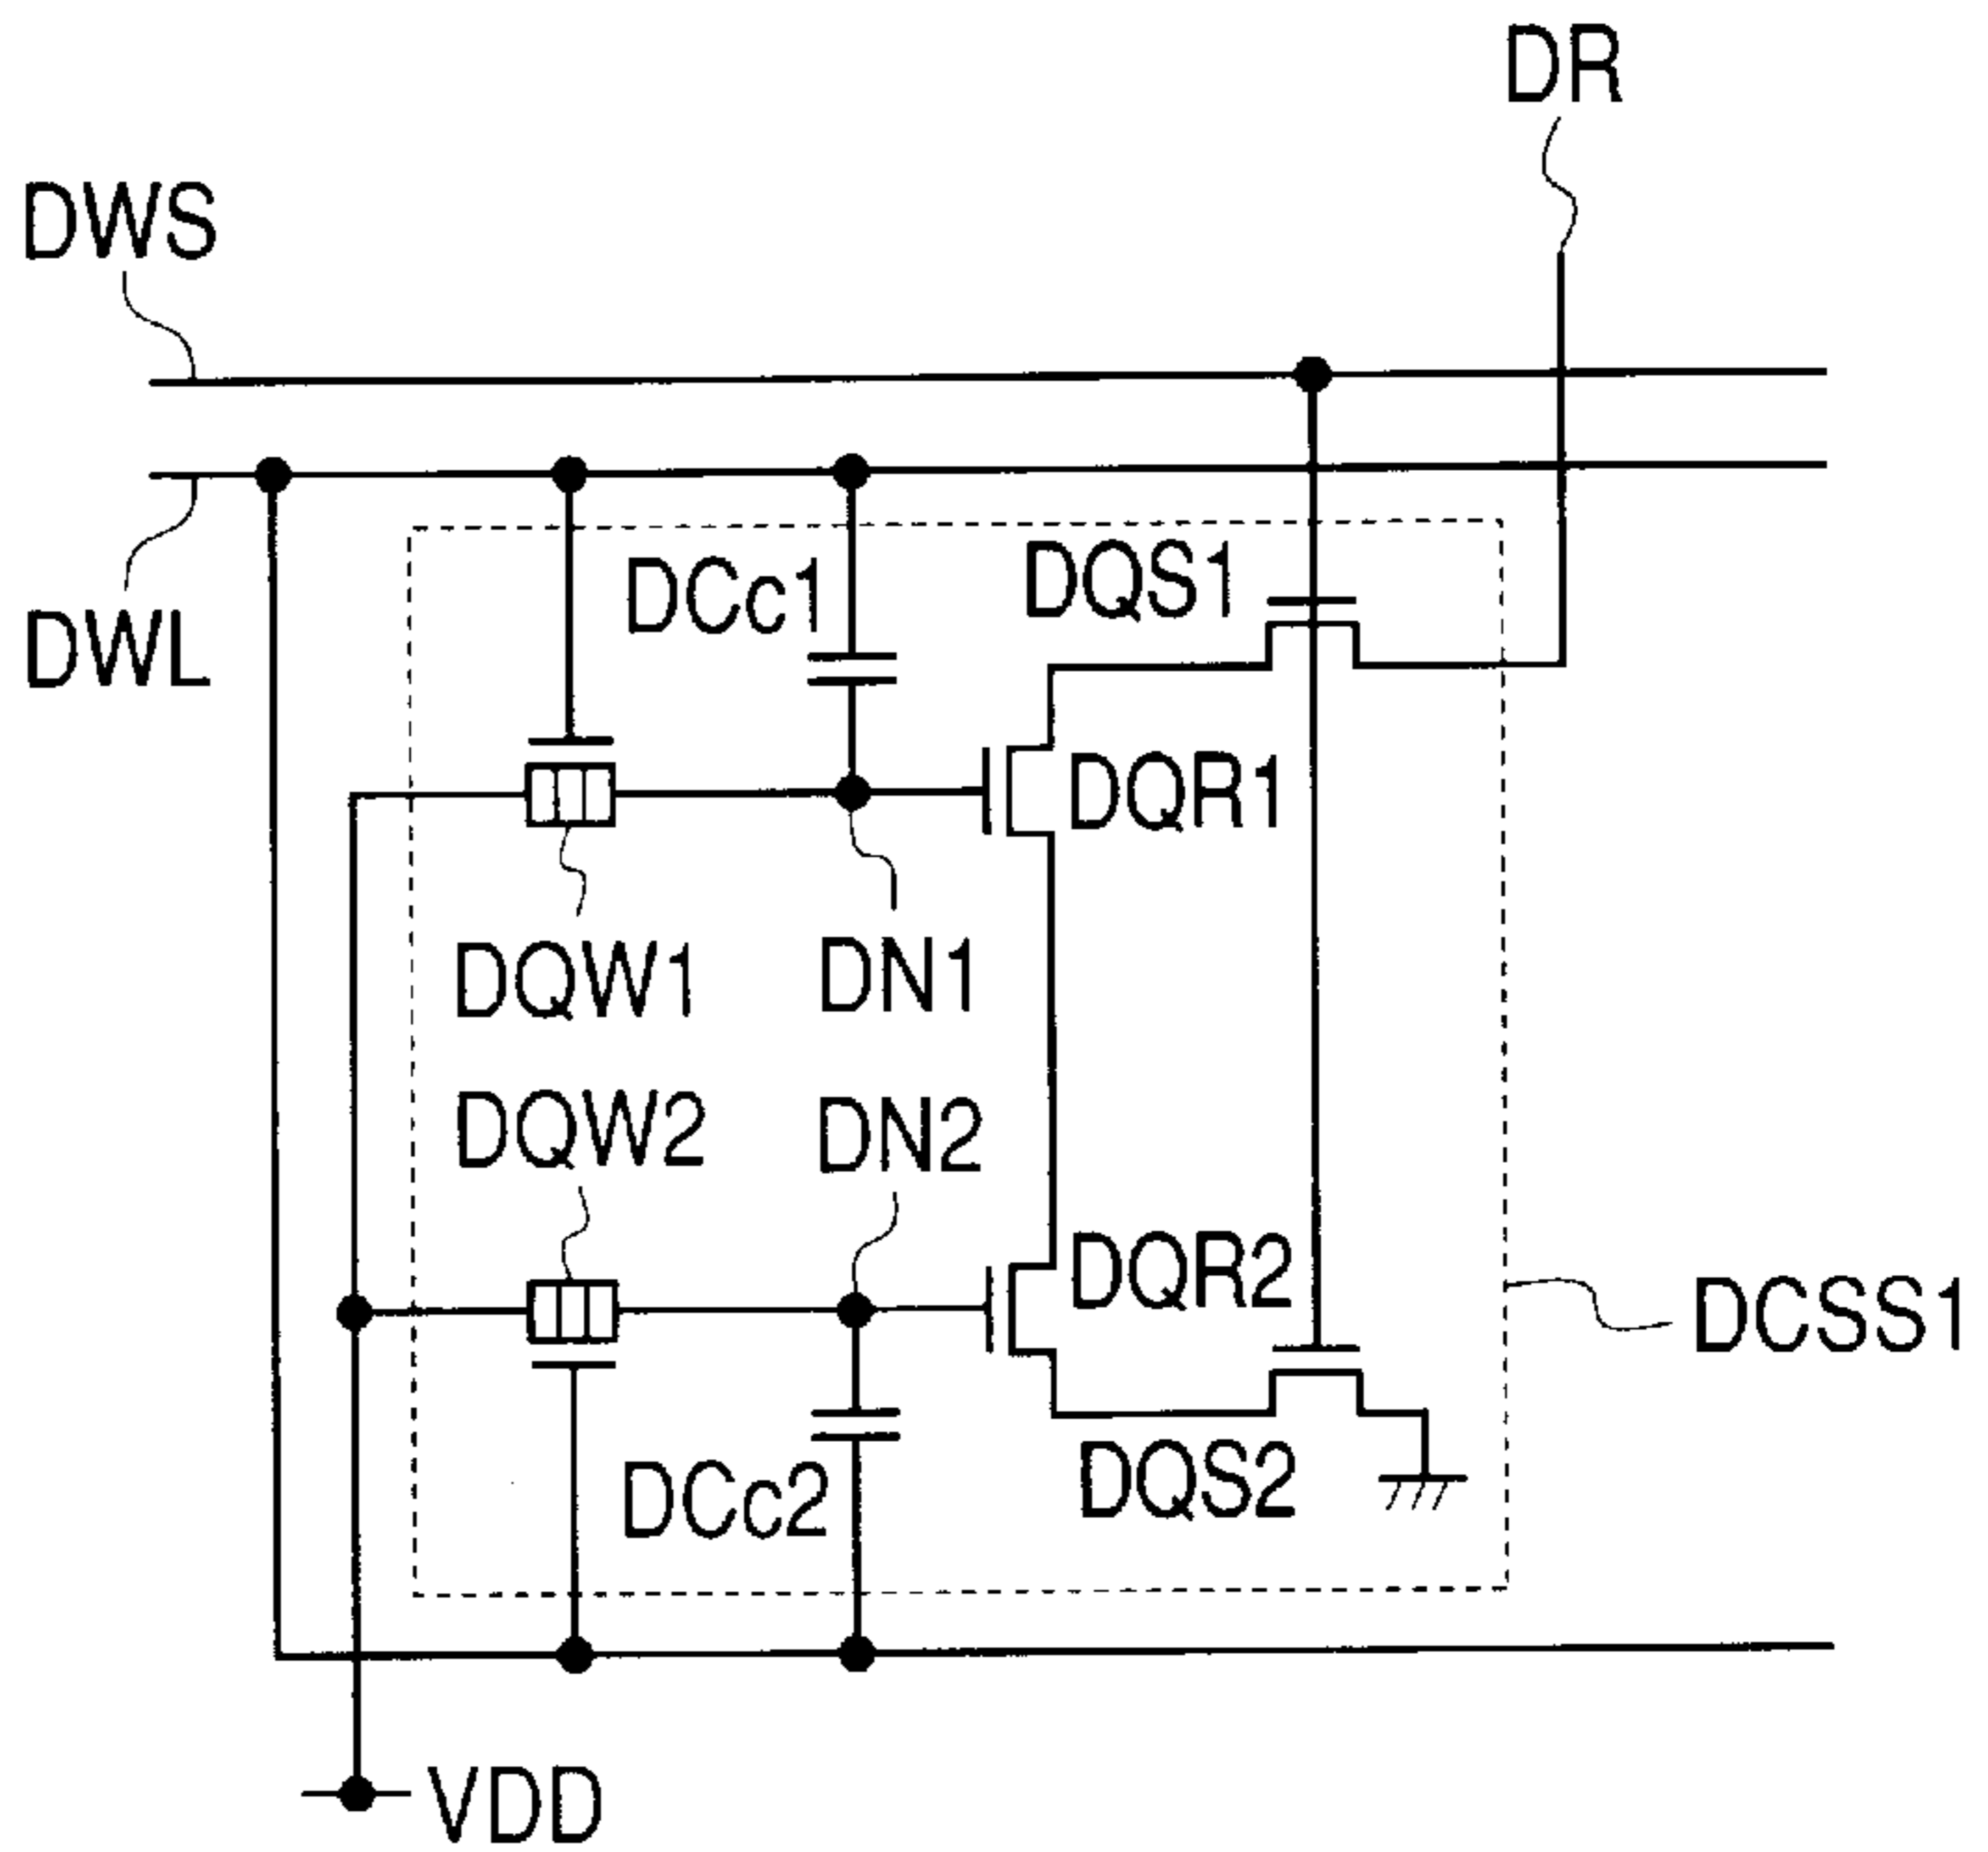 DR
DWS
DWL
DCc1
DQS1
DQR1
DQW1
DN1
DQW2
DN2
DQR2
DCSS1
DCc2
DQS2
VDD